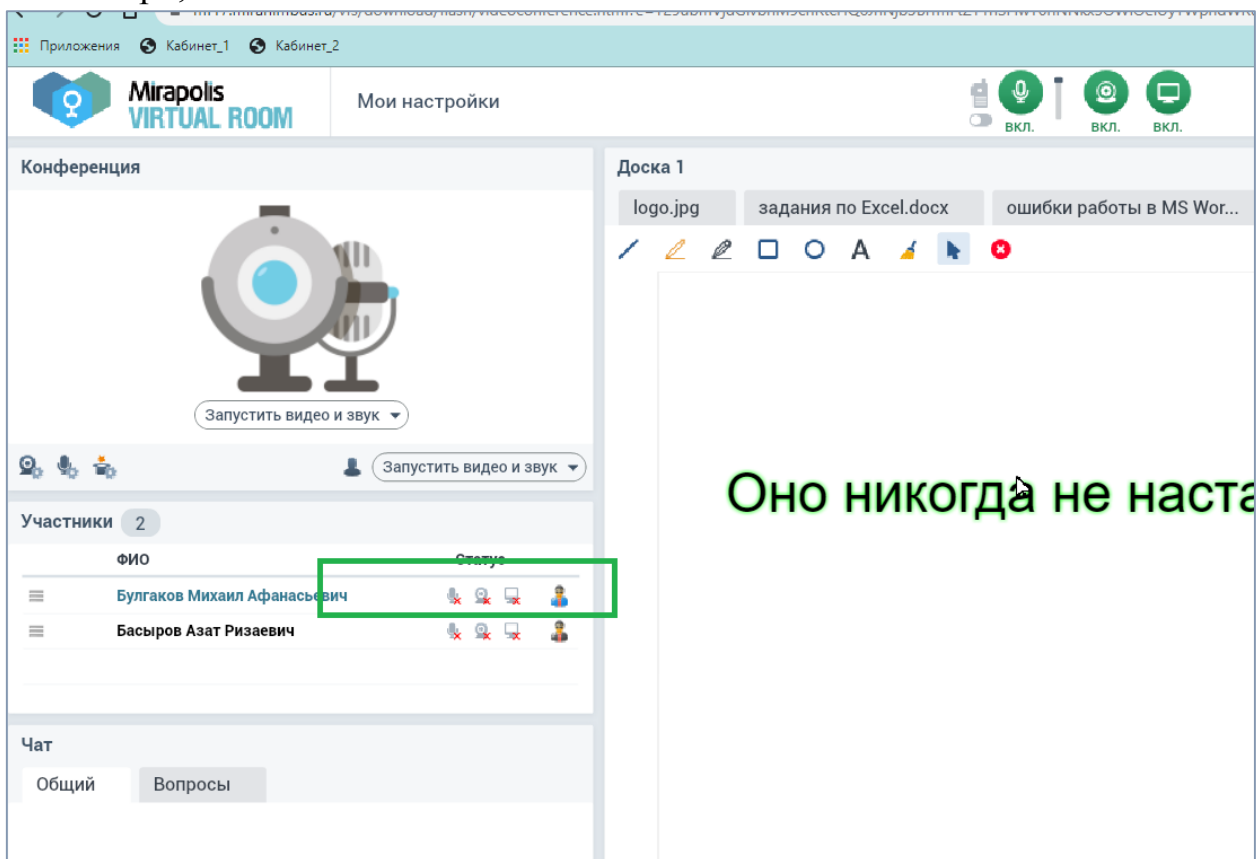 Приложения
Кабинет_1
Кабинет_2
Mirapolis
VIRTUAL ROOM
Мои настройки
вкл.
вкл.
вкл.
Конференция
Запустить видео и звук
Запустить видео и звук
Участники 2
ФИО
Статус
Булгаков Михаил Афанасьевич
Басыров Азат Ризаевич
Чат
Общий
Вопросы
Доска 1
logo.jpg
задания по Excel.docx
ошибки работы в MS Wor...
Оно никогда не наста